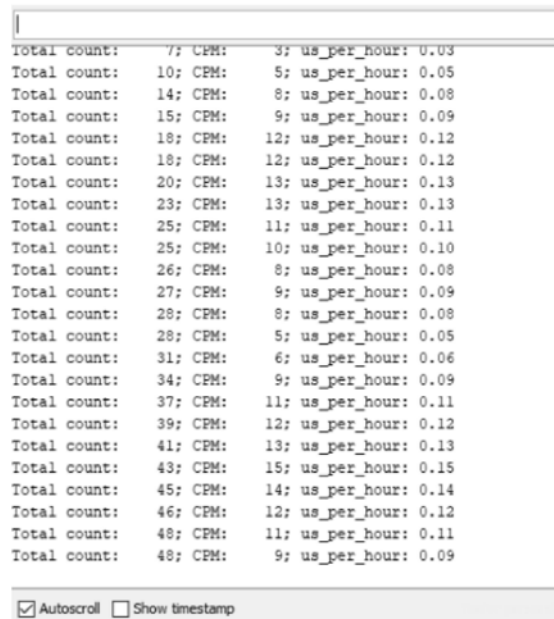 Total count: 7; CPM: 3; us_per_hour: 0.03
Total count: 10; CPM: 5; us_per_hour: 0.05
Total count: 14; CPM: 8; us_per_hour: 0.08
Total count: 15; CPM: 9; us_per_hour: 0.09
Total count: 18; CPM: 12; us_per_hour: 0.12
Total count: 18; CPM: 12; us_per_hour: 0.12
Total count: 20; CPM: 13; us_per_hour: 0.13
Total count: 23; CPM: 13; us_per_hour: 0.13
Total count: 25; CPM: 11; us_per_hour: 0.11
Total count: 25; CPM: 10; us_per_hour: 0.10
Total count: 26; CPM: 8; us_per_hour: 0.08
Total count: 27; CPM: 9; us_per_hour: 0.09
Total count: 28; CPM: 8; us_per_hour: 0.08
Total count: 28; CPM: 5; us_per_hour: 0.05
Total count: 31; CPM: 6; us_per_hour: 0.06
Total count: 34; CPM: 9; us_per_hour: 0.09
Total count: 37; CPM: 11; us_per_hour: 0.11
Total count: 39; CPM: 12; us_per_hour: 0.12
Total count: 41; CPM: 13; us_per_hour: 0.13
Total count: 43; CPM: 15; us_per_hour: 0.15
Total count: 45; CPM: 14; us_per_hour: 0.14
Total count: 46; CPM: 12; us_per_hour: 0.12
Total count: 48; CPM: 11; us_per_hour: 0.11
Total count: 48; CPM: 9; us_per_hour: 0.09
Autoscroll Show timestamp